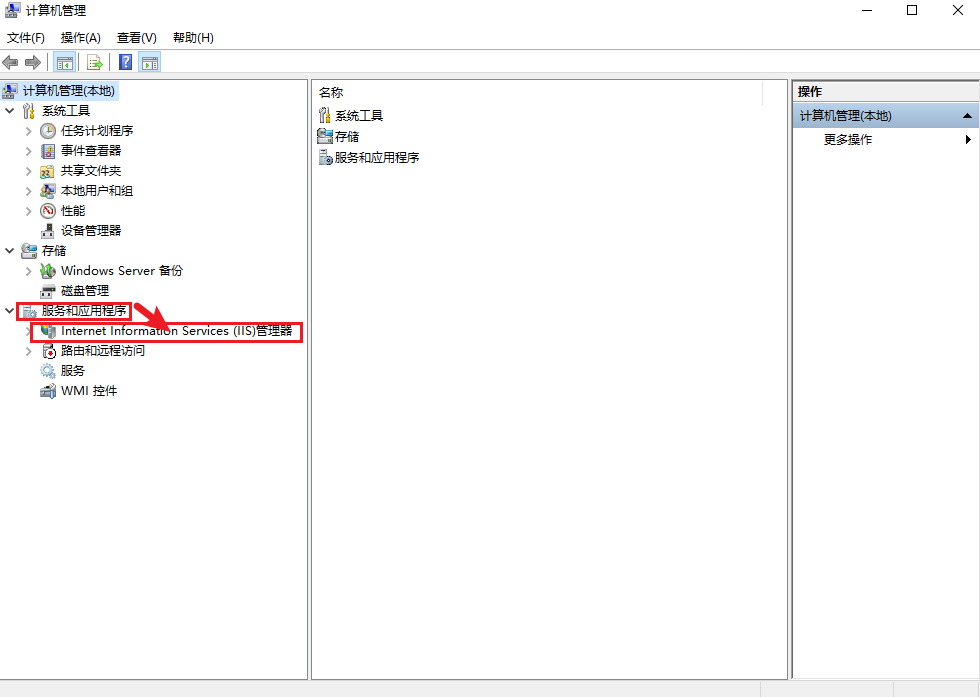 计算机管理
文件(F) 操作(A) 查看(V) 帮助(H)
计算机管理(本地)
系统工具
任务计划程序
事件查看器
共享文件夹
本地用户和组
性能
设备管理器
存储
Windows Server 备份
磁盘管理
服务和应用程序
Internet Information Services (IIS)管理器
路由和远程访问
服务
WMI 控件
名称
系统工具
存储
服务和应用程序
操作
计算机管理(本地)
更多操作